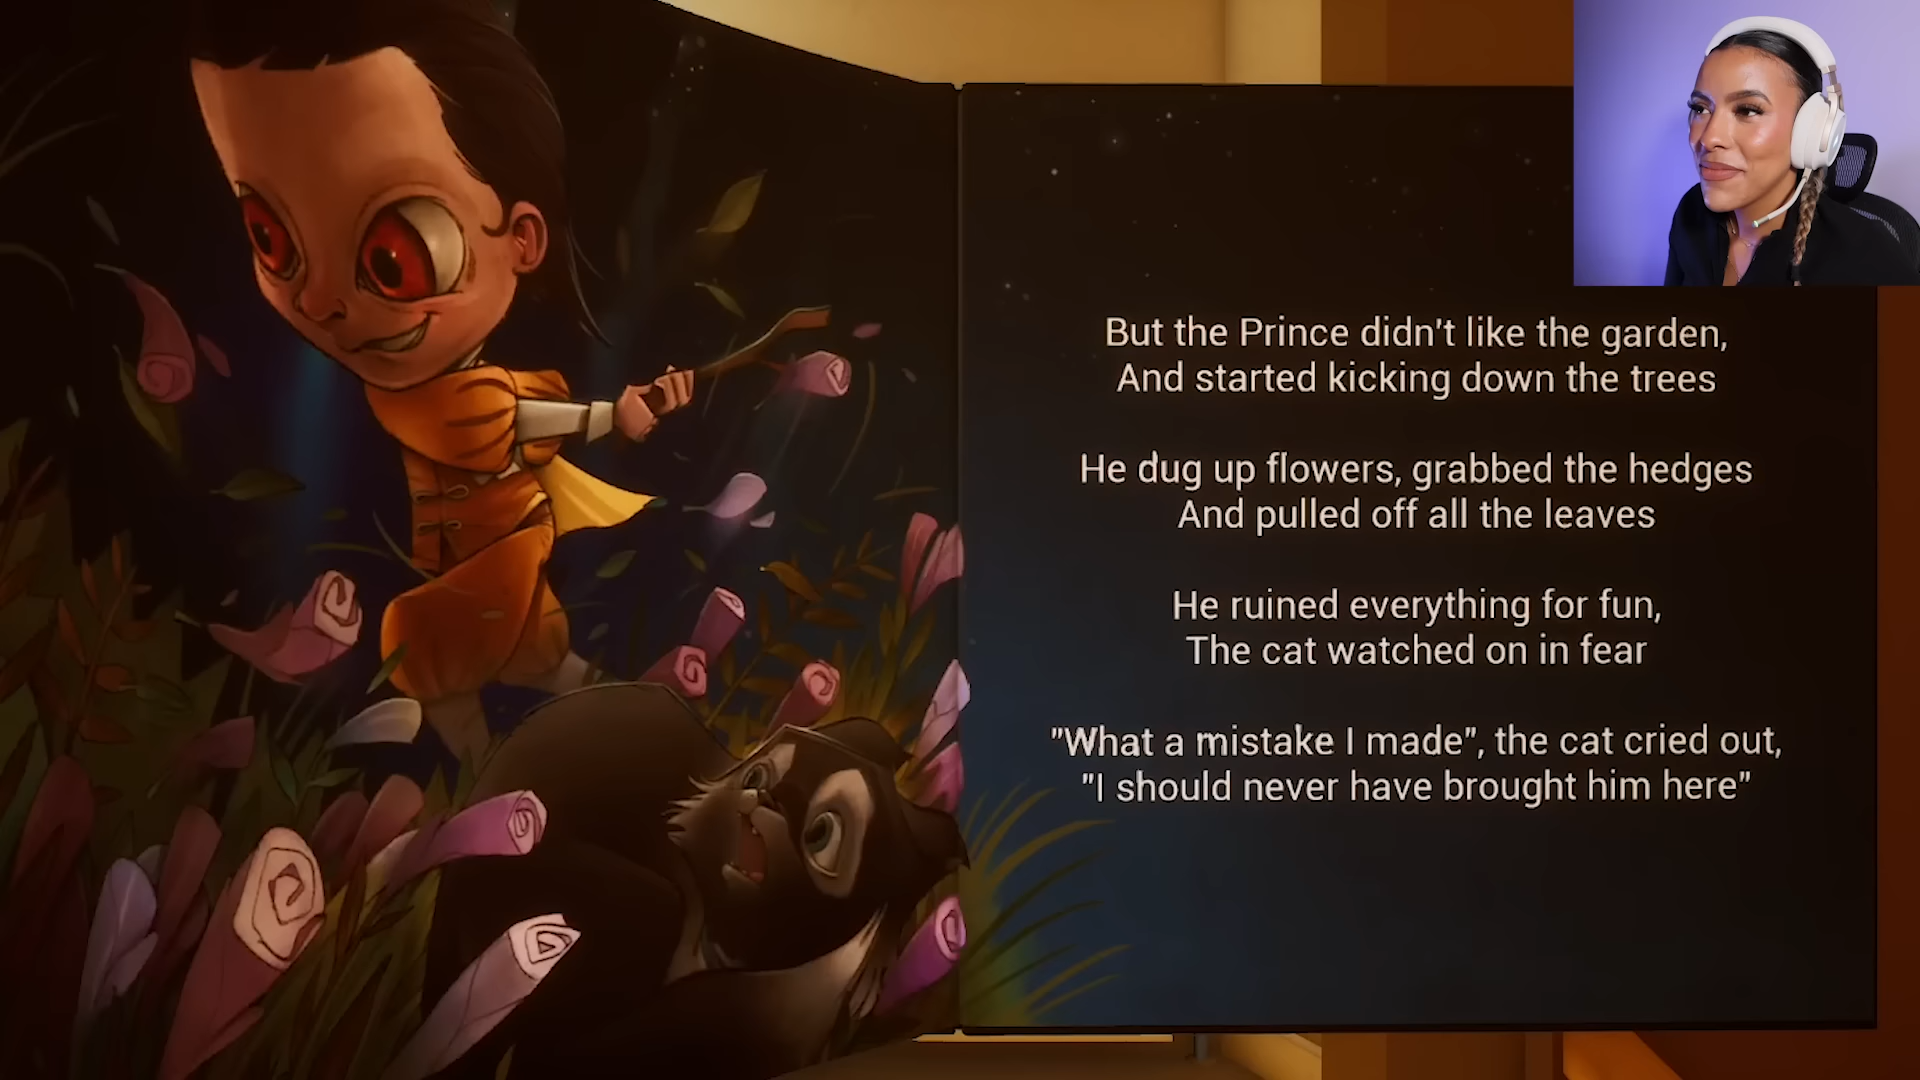 But the Prince didn't like the garden,
And started kicking down the trees
He dug up flowers, grabbed the hedges
And pulled off all the leaves
He ruined everything for fun,
The cat watched on in fear
"What a mistake I made", the cat cried out,
"I should never have brought him here"